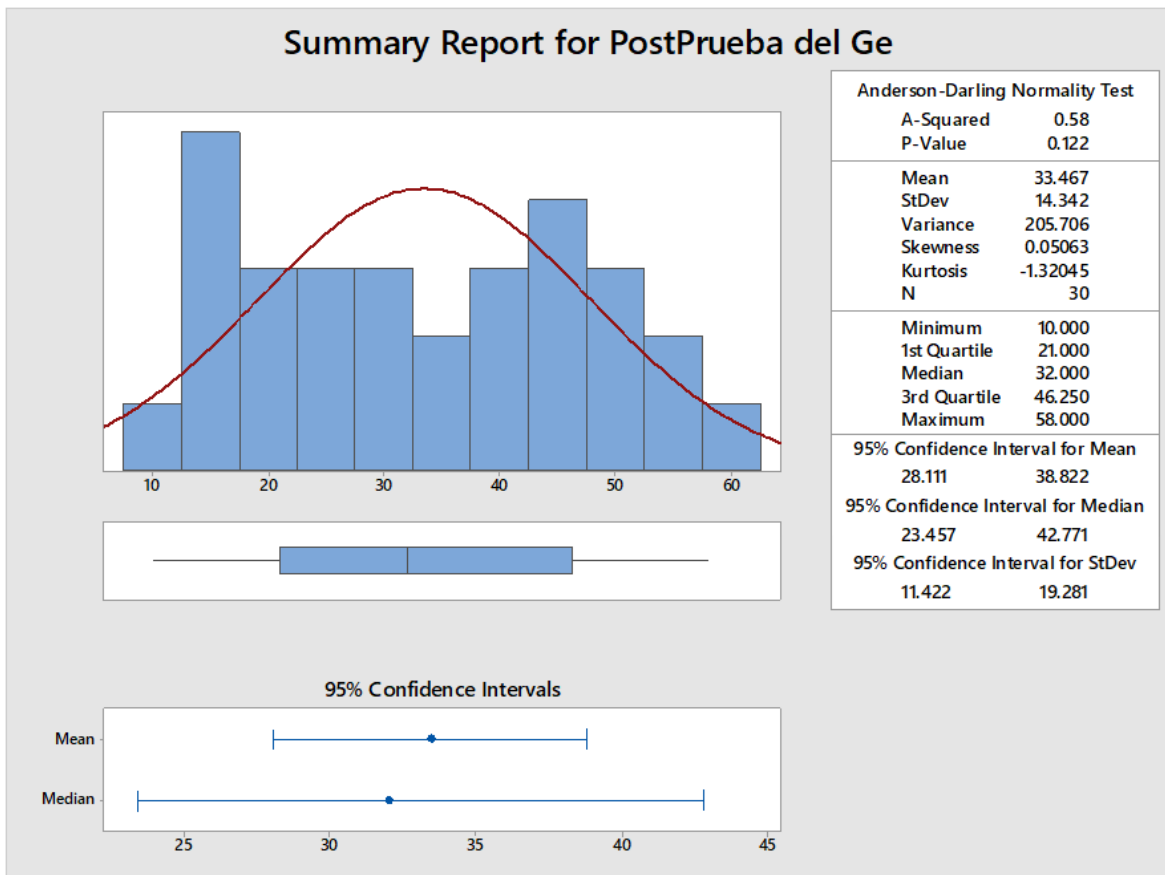 Summary Report for PostPrueba del Ge
Anderson-Darling Normality Test
A-Squared 0.58
P-Value 0.122
Mean 33.467
StDev 14.342
Variance 205.706
Skewness 0.05063
Kurtosis -1.32045
N 30
Minimum 10.000
1st Quartile 21.000
Median 32.000
3rd Quartile 46.250
Maximum 58.000
95% Confidence Interval for Mean
28.111 38.822
95% Confidence Interval for Median
23.457 42.771
95% Confidence Interval for StDev
11.422 19.281
10 20 30 40 50 60
95% Confidence Intervals
Mean
Median
25 30 35 40 45